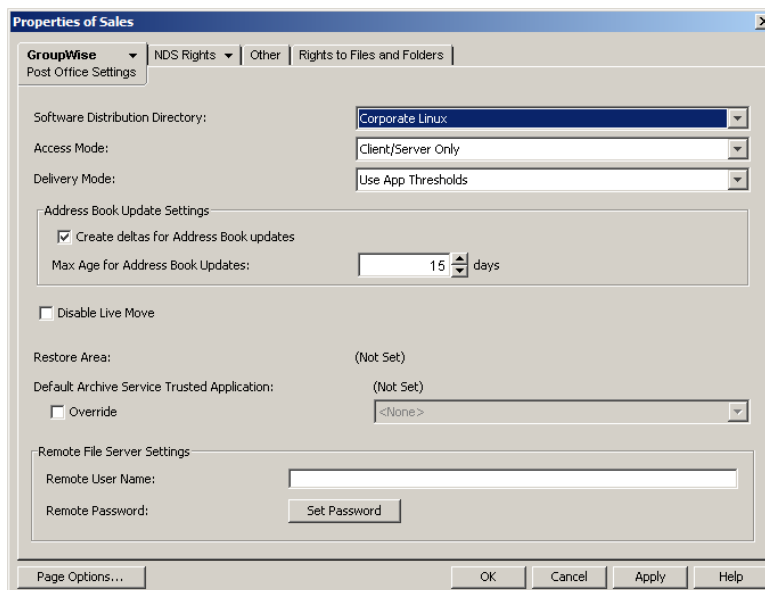 Properties of Sales
GroupWise NDS Rights Other Rights to Files and Folders
Post Office Settings
Software Distribution Directory: Corporate Linux
Access Mode: Client/Server Only
Delivery Mode: Use App Thresholds
Address Book Update Settings
Create deltas for Address Book updates
Max Age for Address Book Updates: 15 days
Disable Live Move
Restore Area: (Not Set)
Default Archive Service Trusted Application: (Not Set)
Override <None>
Remote File Server Settings
Remote User Name:
Remote Password: Set Password
Page Options... OK Cancel Apply Help